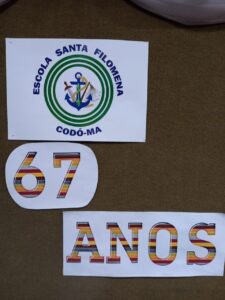 ESCOLA SANTA FILOMENA
CODÓ-MA
67
ANOS